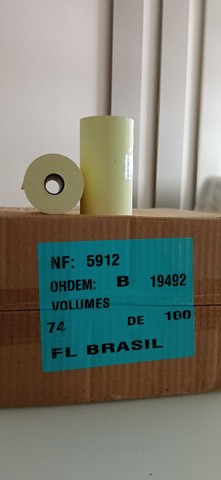 NF: 5912
ORDEM: B 19492
VOLUMES
74 DE 100
FL BRASIL